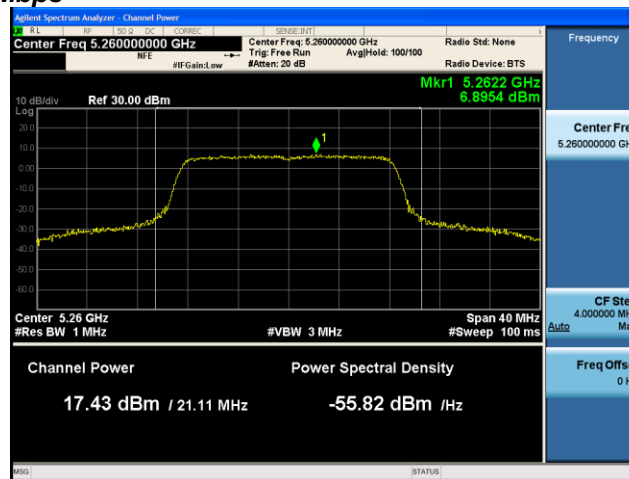 Mbps
Agilent Spectrum Analyzer - Channel Power
RL RF 50 Ω DC CORREC SENSE:INT
Center Freq 5.260000000 GHz
NFE
#IFGain:Low
Center Freq: 5.260000000 GHz
Trig: Free Run Avg|Hold: 100/100
#Atten: 20 dB
Radio Std: None
Radio Device: BTS
Mkr1 5.2622 GHz
6.8954 dBm
10 dB/div Ref 30.00 dBm
Log
20.0
10.0
0.00
-10.0
-20.0
-30.0
-40.0
-50.0
-60.0
1
Center 5.26 GHz Span 40 MHz
#Res BW 1 MHz #VBW 3 MHz #Sweep 100 ms
Channel Power Power Spectral Density
17.43 dBm / 21.11 MHz -55.82 dBm /Hz
MSG STATUS
Frequency
Center Fre
5.260000000 GH
CF Ste
4.000000 MH
Auto Ma
Freq Offs
0 H